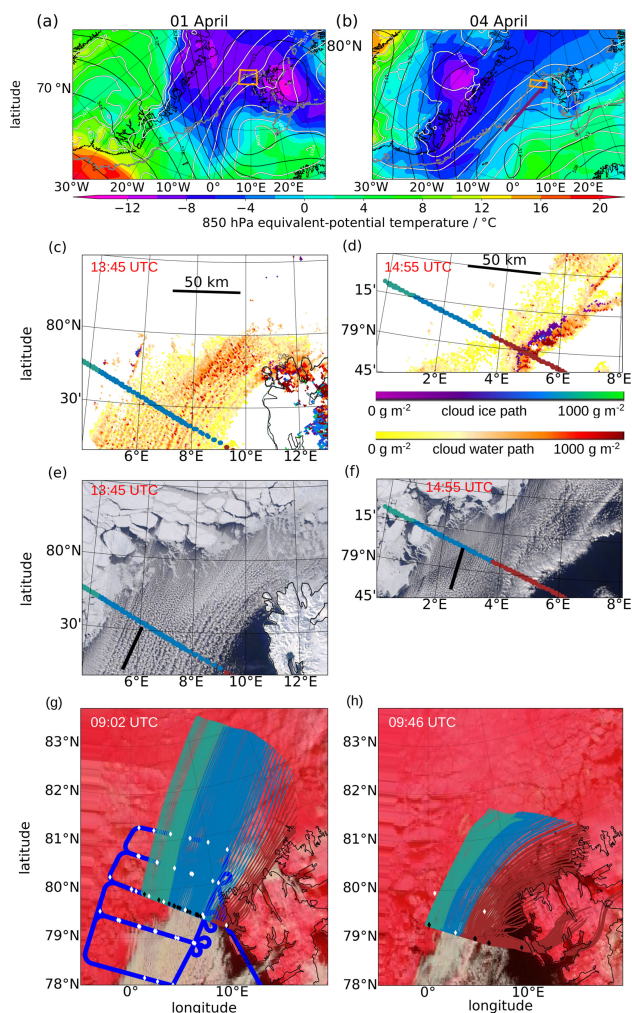 (a) 01 April (b) 04 April
80°N
70 °N
latitude
30°W 20°W 10°W 0° 10°E 20°E 30°W 20°W 10°W 0° 10°E 20°E
−12 −8 −4 0 4 8 12 16 20
850 hPa equivalent-potential temperature / °C
(c) (d)
13:45 UTC 50 km
14:55 UTC 50 km
80°N
30'
latitude
6°E 8°E 10°E 12°E
15'
79°N
45'
2°E 4°E 6°E 8°E
0 g m-2 cloud ice path 1000 g m-2
0 g m-2 cloud water path 1000 g m-2
(e) (f)
13:45 UTC
14:55 UTC
80°N
30'
latitude
6°E 8°E 10°E 12°E
15'
79°N
45'
2°E 4°E 6°E 8°E
(g) (h)
09:02 UTC 09:46 UTC
83°N 83°N
82°N 82°N
81°N 81°N
80°N 80°N
79°N 79°N
78°N 78°N
latitude
0° 10°E 0° 10°E
longitude longitude